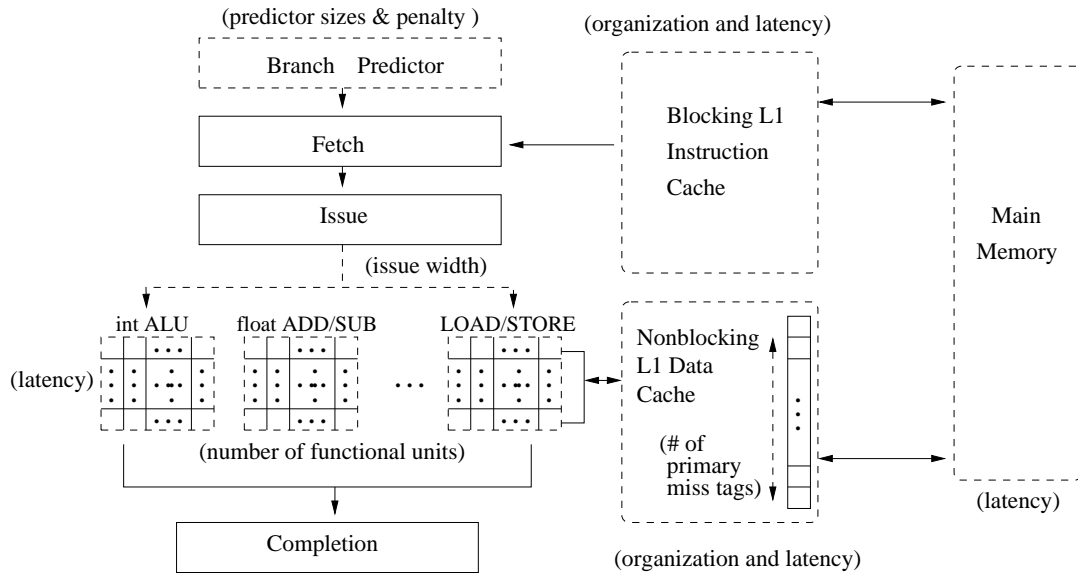 (predictor sizes & penalty )
Branch Predictor
Fetch
Issue
(issue width)
int ALU
float ADD/SUB
LOAD/STORE
(latency)
(number of functional units)
Completion
(organization and latency)
Blocking L1
Instruction
Cache
Nonblocking
L1 Data
Cache
(# of
primary
miss tags)
(organization and latency)
Main
Memory
(latency)